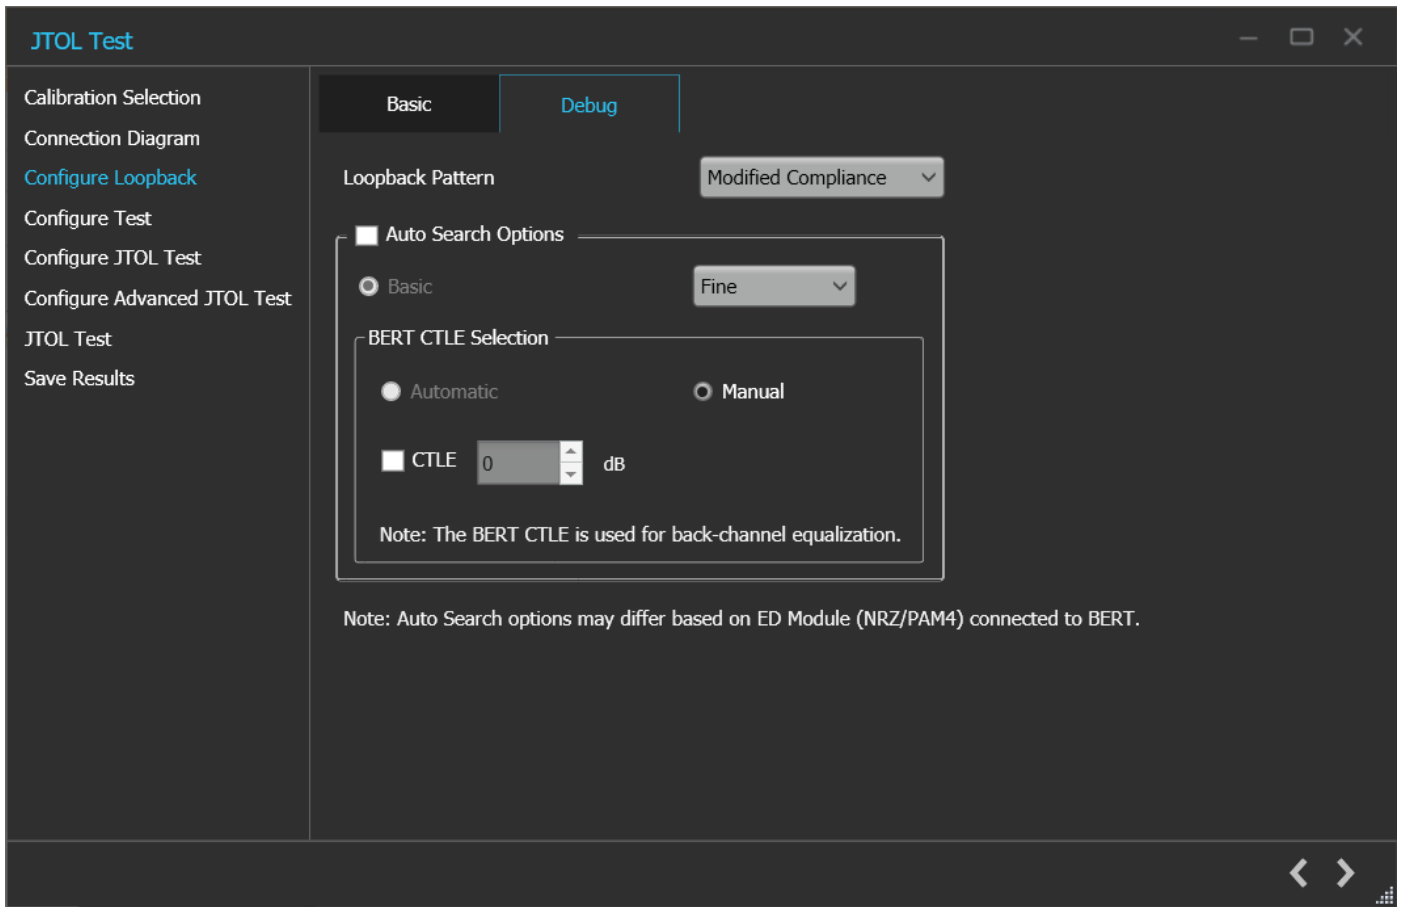 JTOL Test
Calibration Selection
Connection Diagram
Configure Loopback
Configure Test
Configure JTOL Test
Configure Advanced JTOL Test
JTOL Test
Save Results
Basic
Debug
Loopback Pattern
Modified Compliance
Auto Search Options
Basic
Fine
BERT CTLE Selection
Automatic
Manual
CTLE
0
dB
Note: The BERT CTLE is used for back-channel equalization.
Note: Auto Search options may differ based on ED Module (NRZ/PAM4) connected to BERT.